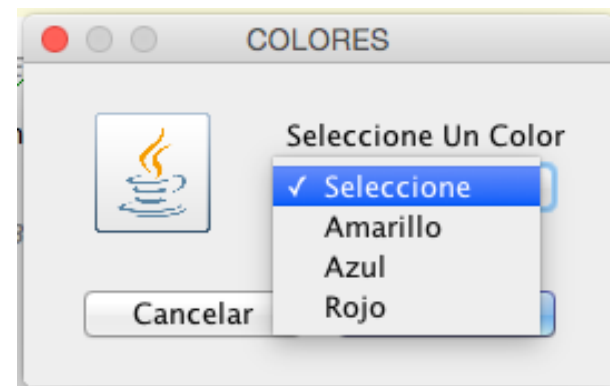 COLORES
Seleccione Un Color
✓ Seleccione
Amarillo
Azul
Rojo
Cancelar